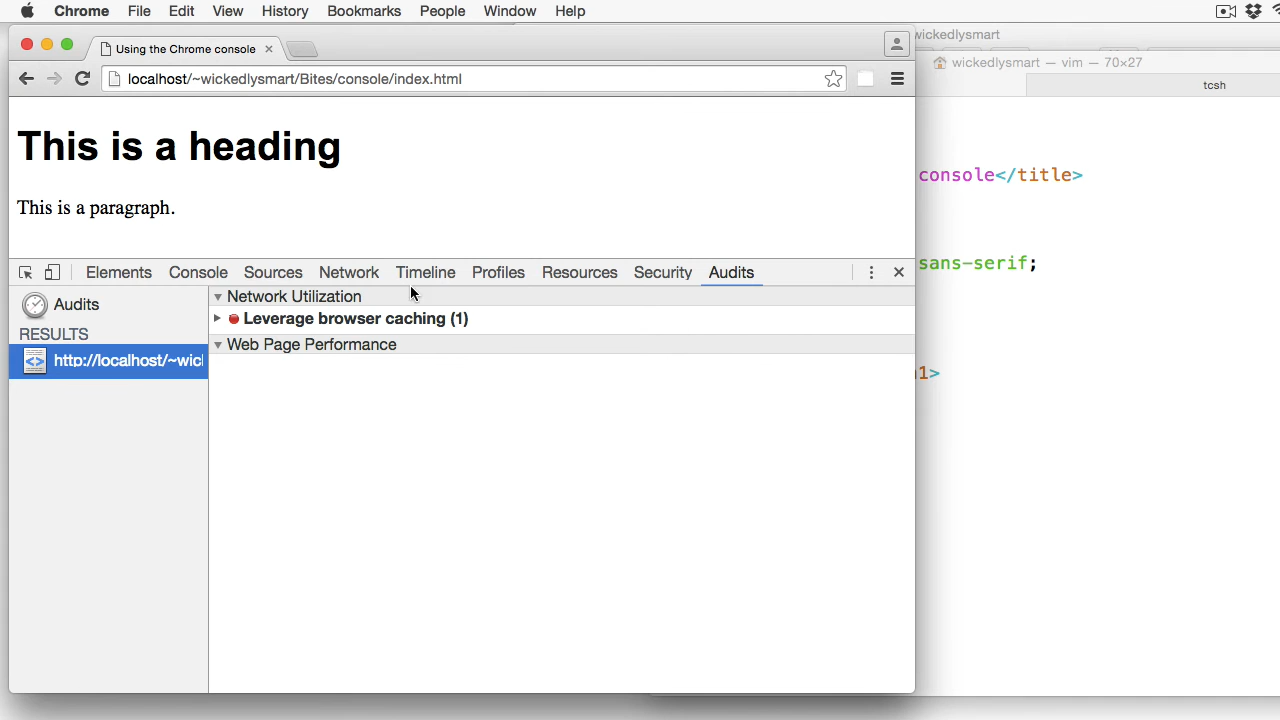 Chrome File Edit View History Bookmarks People Window Help
Using the Chrome console
wickedlysmart
localhost/~wickedlysmart/Bites/console/index.html
wickedlysmart — vim — 70×27
tcsh
This is a heading
This is a paragraph.
console</title>
sans-serif;
1>
Elements Console Sources Network Timeline Profiles Resources Security Audits
Audits
RESULTS
http://localhost/~wic
Network Utilization
Leverage browser caching (1)
Web Page Performance